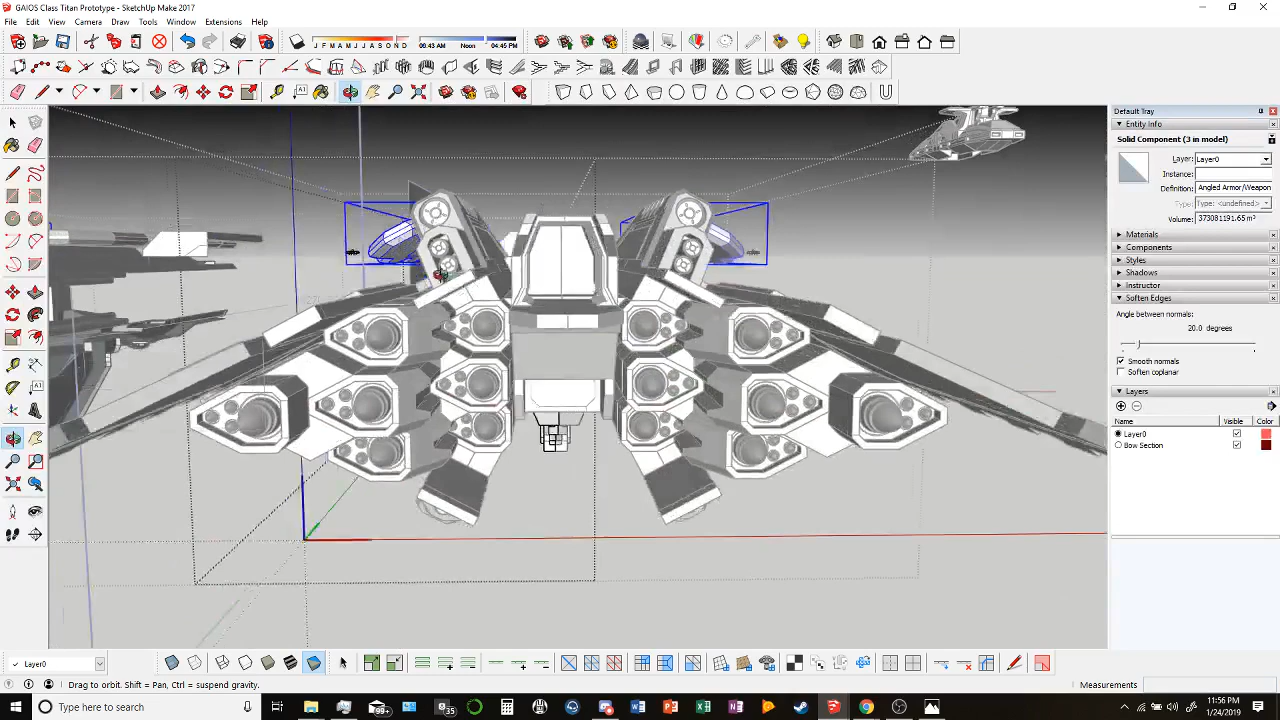 GAIOS Class Titan Prototype - SketchUp Make 2017
File Edit View Camera Draw Tools Window Extensions Help
J F M A M J J A S O N D 06:43 AM Noon 04:45 PM
Default Tray
Entity Info
Solid Component (3 in model)
Layer: Layer0
Instance:
Definition: Angled Armor/Weapon
Type: Type: <undefined>
Volume: 373081191.65 m³
Materials
Components
Styles
Shadows
Instructor
Soften Edges
Angle between normals:
20.0 degrees
Smooth normals
Soften coplanar
Layers
Name Visible Color
Layer0
Bow Section
Layer0
Drag to orbit. Shift = Pan, Ctrl = suspend gravity.
Measurements
Type here to search
99+
35
11:56 PM
1/24/2019